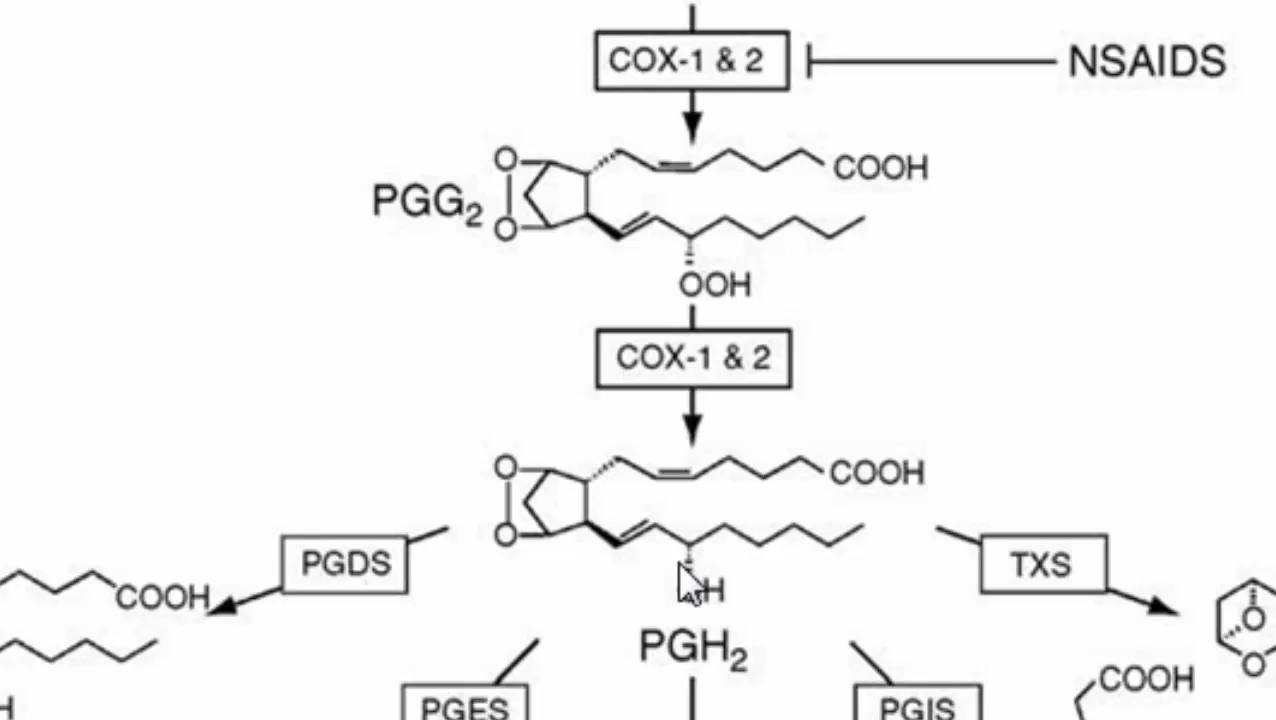 COX-1 & 2
NSAIDS
O
COOH
PGG2
O
OOH
COX-1 & 2
O
COOH
O
PGDS
TXS
COOH
H
O
PGH2
O
COOH
H
PGES
PGIS